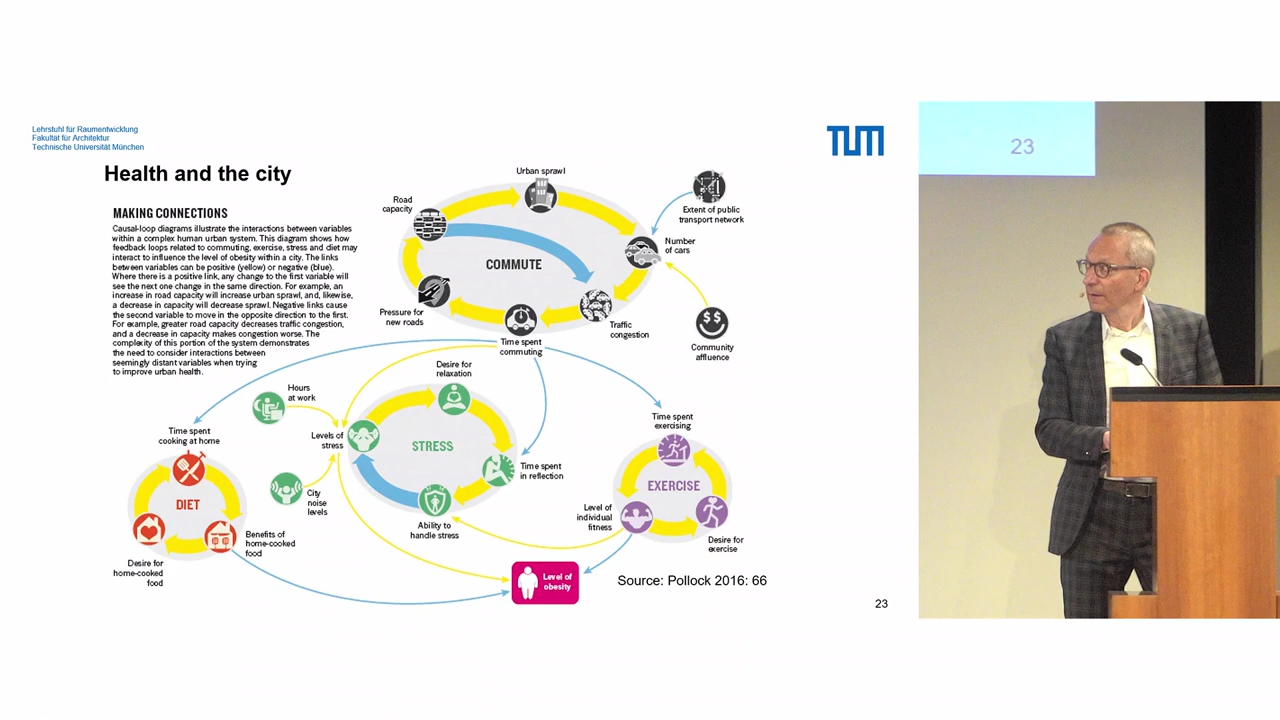 Lehrstuhl für Raumentwicklung
Fakultät für Architektur
Technische Universität München
TUM
23
Health and the city
MAKING CONNECTIONS
Causal-loop diagrams illustrate the interactions between variables
within a complex human urban system. This diagram shows how
feedback loops related to commuting, exercise, stress and diet may
interact to influence the level of obesity within a city. The links
between variables can be positive (yellow) or negative (blue).
Where there is a positive link, any change to the first variable will
see the next one change in the same direction. For example, an
increase in road capacity will increase urban sprawl, and, likewise,
a decrease in capacity will decrease sprawl. Negative links cause
the second variable to move in the opposite direction to the first.
For example, greater road capacity decreases traffic congestion,
and a decrease in capacity makes congestion worse. The
complexity of this portion of the system demonstrates
the need to consider interactions between
seemingly distant variables when trying
to improve urban health.
Urban sprawl
Road
capacity
Extent of public
transport network
Number
of cars
COMMUTE
Pressure for
new roads
Traffic
congestion
Time spent
commuting
$$
Community
affluence
Desire for
relaxation
Hours
at work
Levels of
stress
STRESS
Time spent
in reflection
City
noise
levels
Ability to
handle stress
Time spent
cooking at home
DIET
Benefits of
home-cooked
food
Desire for
home-cooked
food
Time spent
exercising
EXERCISE
Level of
individual
fitness
Desire for
exercise
Level of
obesity
Source: Pollock 2016: 66
23